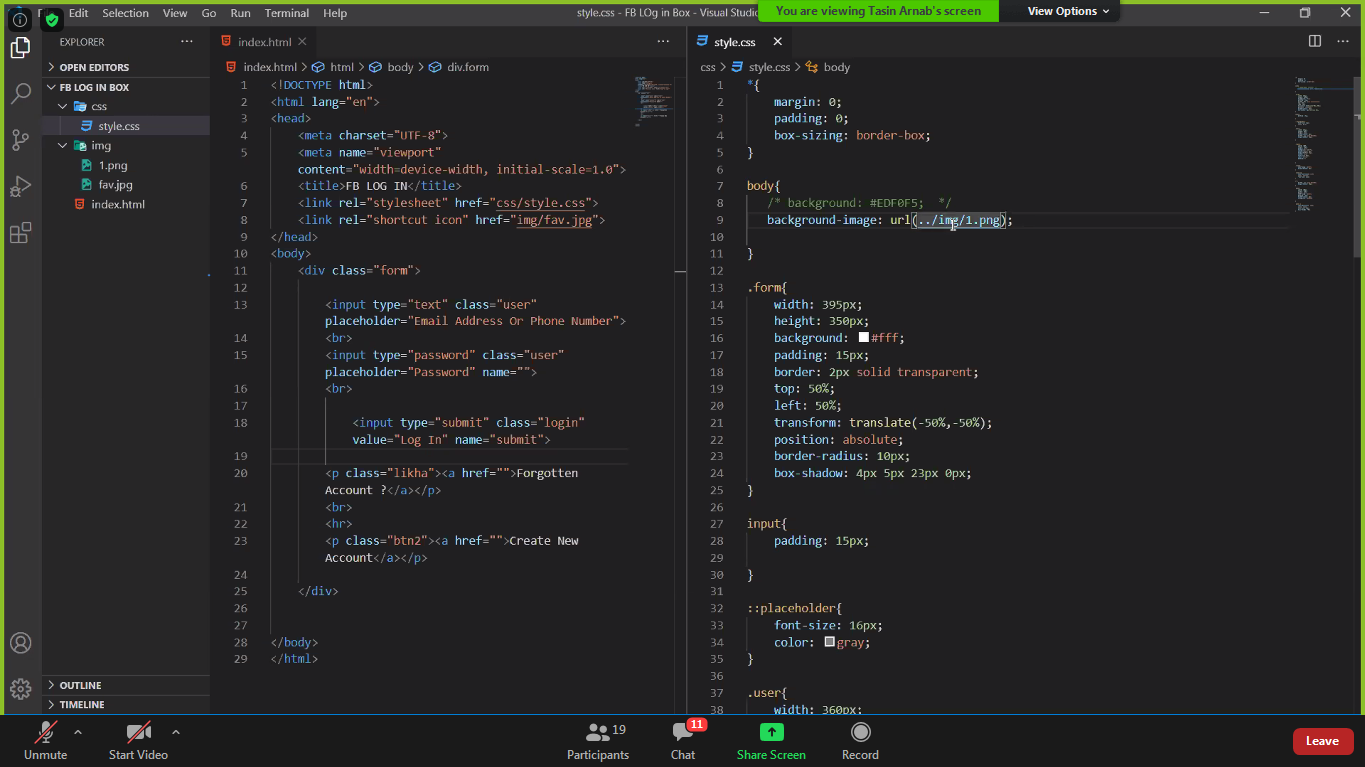 Edit Selection View Go Run Terminal Help
style.css - FB LOg in Box - Visual Studio
You are viewing Tasin Arnab's screen
View Options
EXPLORER
OPEN EDITORS
FB LOG IN BOX
css
style.css
img
1.png
fav.jpg
index.html
OUTLINE
TIMELINE
index.html
index.html > html > body > div.form
1 <!DOCTYPE html>
2 <html lang="en">
3 <head>
4 <meta charset="UTF-8">
5 <meta name="viewport"
content="width=device-width, initial-scale=1.0">
6 <title>FB LOG IN</title>
7 <link rel="stylesheet" href="css/style.css">
8 <link rel="shortcut icon" href="img/fav.jpg">
9 </head>
10 <body>
11 <div class="form">
12
13 <input type="text" class="user"
placeholder="Email Address Or Phone Number">
14 <br>
15 <input type="password" class="user"
placeholder="Password" name="">
16 <br>
17
18 <input type="submit" class="login"
value="Log In" name="submit">
19
20 <p class="likha"><a href="">Forgotten
Account ?</a></p>
21 <br>
22 <hr>
23 <p class="btn2"><a href="">Create New
Account</a></p>
24
25 </div>
26
27
28 </body>
29 </html>
style.css
css > style.css > body
1 *{
2 margin: 0;
3 padding: 0;
4 box-sizing: border-box;
5 }
6
7 body{
8 /* background: #EDF0F5; */
9 background-image: url(../img/1.png);
10
11 }
12
13 .form{
14 width: 395px;
15 height: 350px;
16 background: #fff;
17 padding: 15px;
18 border: 2px solid transparent;
19 top: 50%;
20 left: 50%;
21 transform: translate(-50%,-50%);
22 position: absolute;
23 border-radius: 10px;
24 box-shadow: 4px 5px 23px 0px;
25 }
26
27 input{
28 padding: 15px;
29
30 }
31
32 ::placeholder{
33 font-size: 16px;
34 color: gray;
35 }
36
37 .user{
38 width: 360px;
Unmute
Start Video
19
Participants
11
Chat
Share Screen
Record
Leave